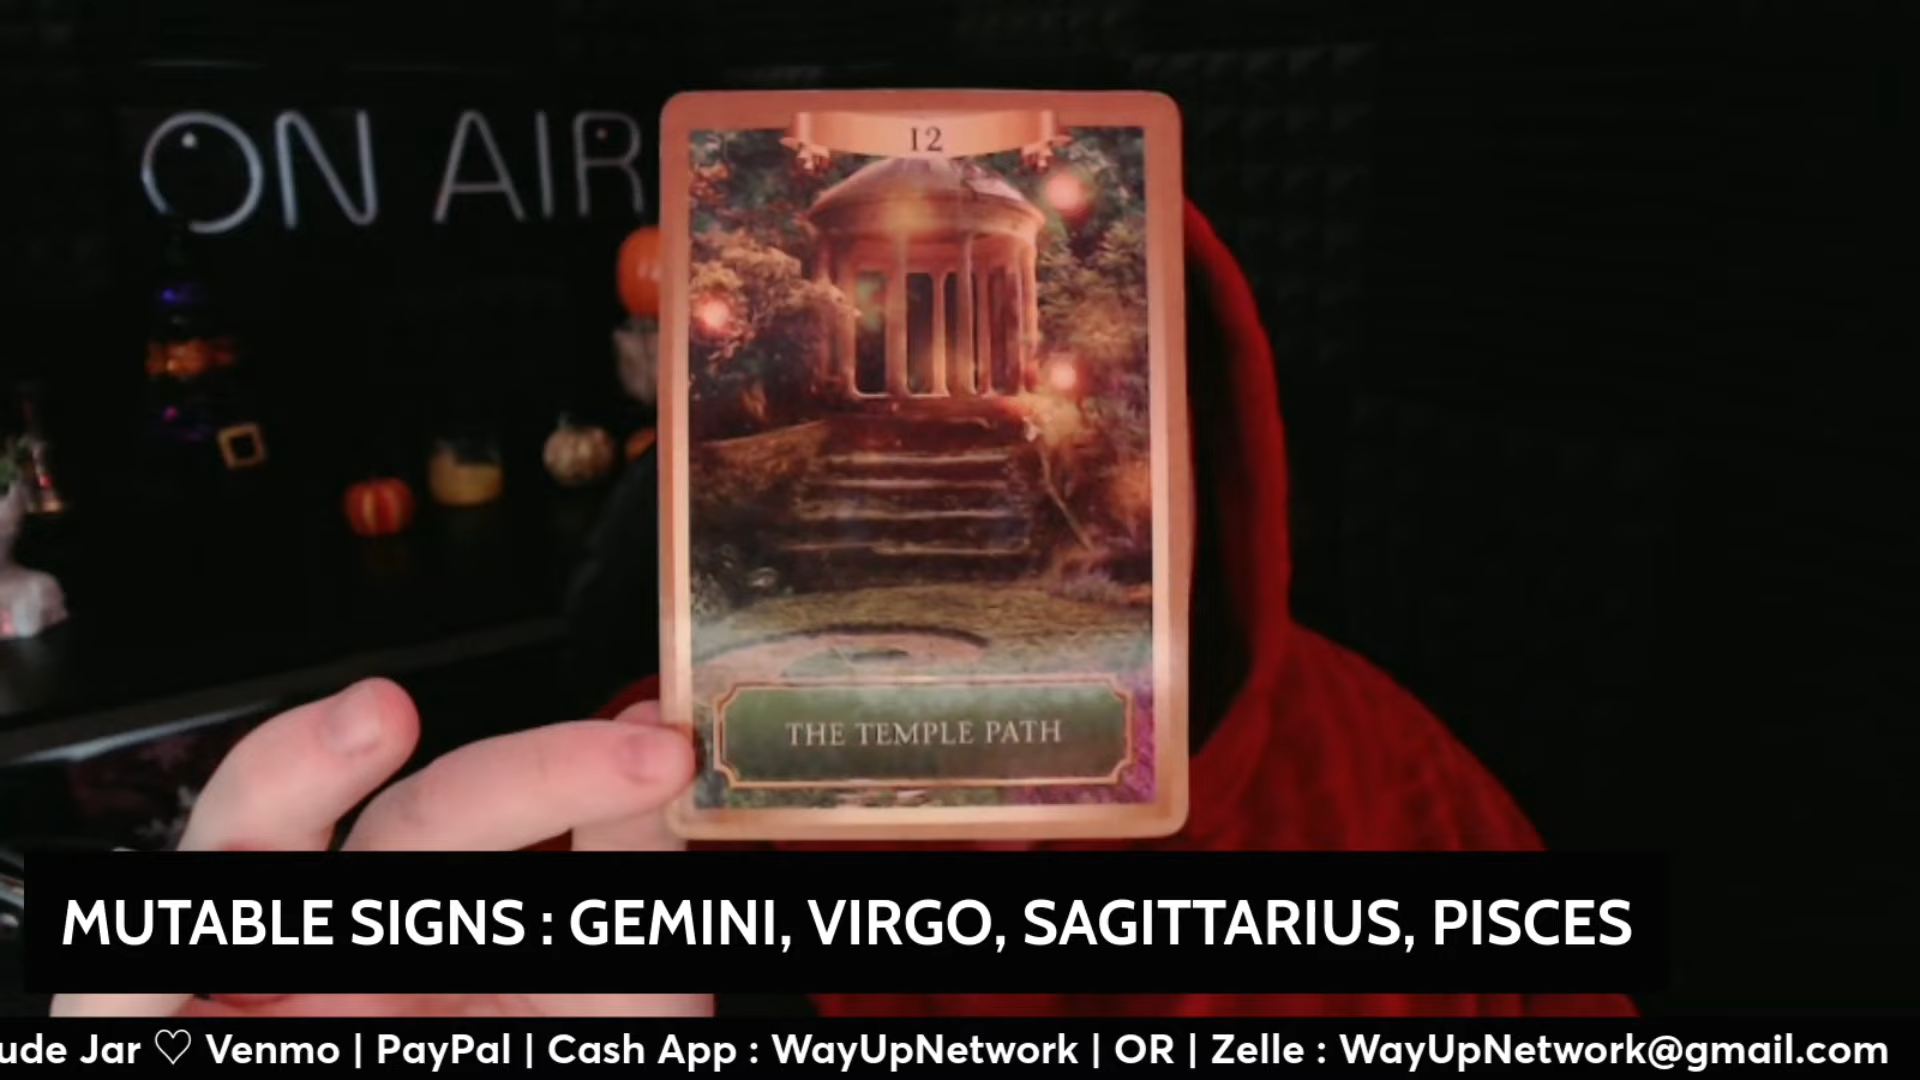 ON AIR
12
THE TEMPLE PATH
MUTABLE SIGNS : GEMINI, VIRGO, SAGITTARIUS, PISCES
ude Jar ♡ Venmo | PayPal | Cash App : WayUpNetwork | OR | Zelle : WayUpNetwork@gmail.com